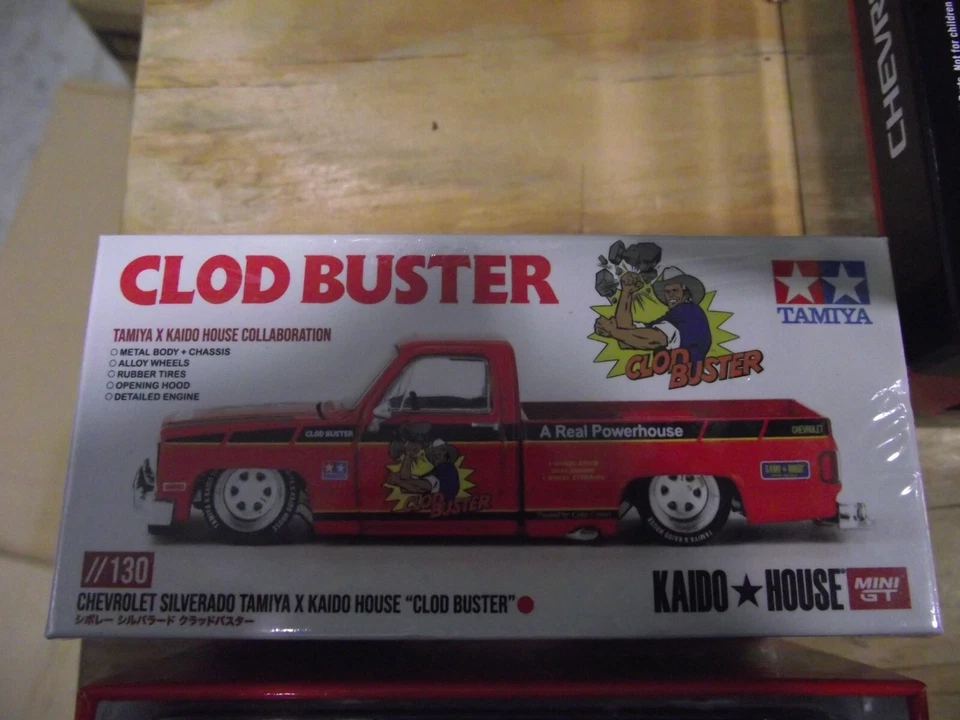 CHEVR
Not for children
CLOD BUSTER
TAMIYA X KAIDO HOUSE COLLABORATION
METAL BODY + CHASSIS
ALLOY WHEELS
RUBBER TIRES
OPENING HOOD
DETAILED ENGINE
CLOD BUSTER
TAMIYA
CLOD BUSTER
A Real Powerhouse
CHEVROLET
CLOD BUSTER
//130
CHEVROLET SILVERADO TAMIYA X KAIDO HOUSE "CLOD BUSTER"
シボレー シルバラード クラッドバスター
KAIDO★HOUSE
MINI GT